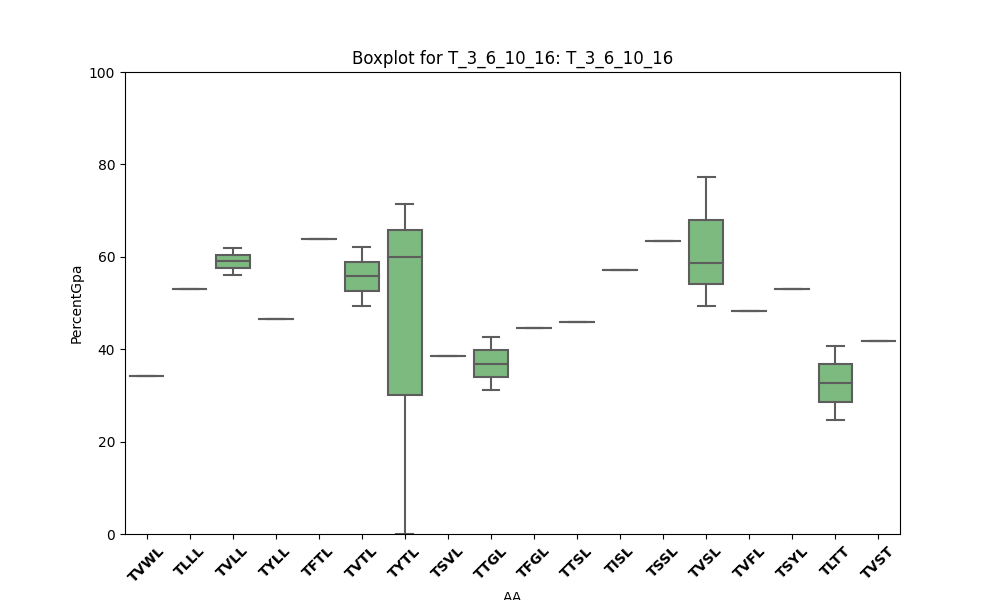 Boxplot for T_3_6_10_16: T_3_6_10_16
100
80
60
40
20
0
PercentGpa
TVWL
TLLL
TVLL
TYLL
TFTL
TVTL
TYTL
TSVL
TTGL
TFGL
TTSL
TISL
TSSL
TVSL
TVFL
TSYL
TLTT
TVST
AA